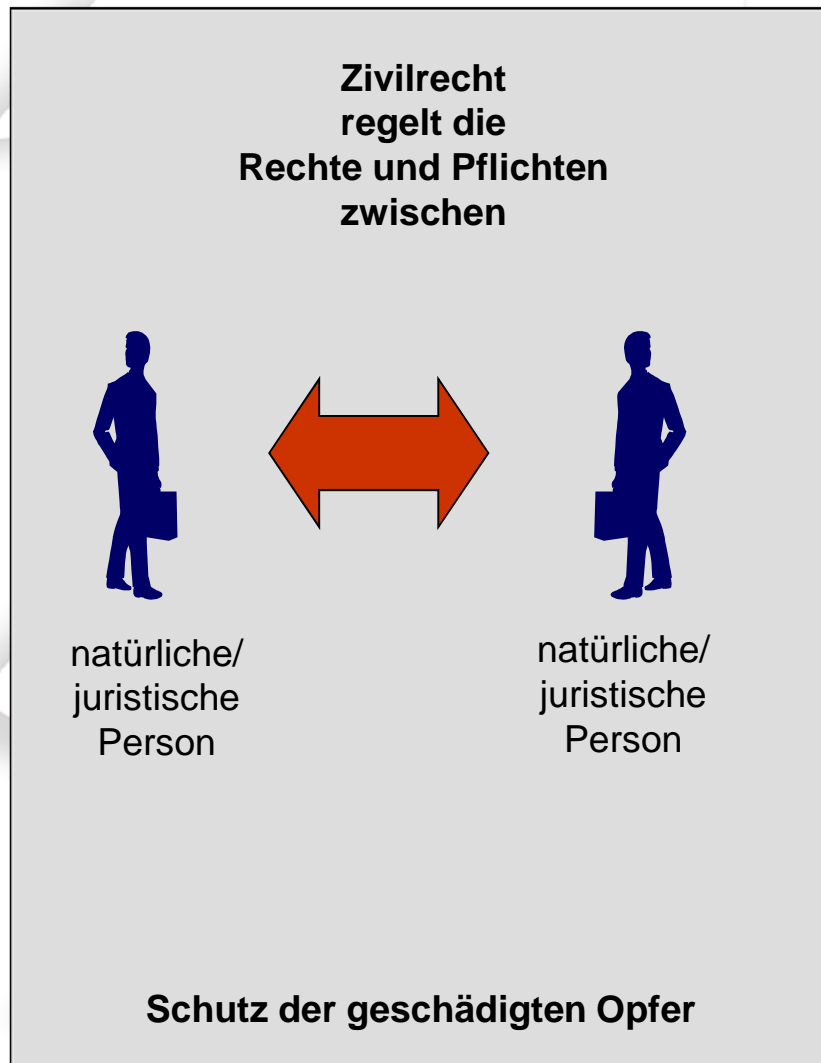 Zivilrecht
regelt die
Rechte und Pflichten
zwischen
natürliche/
juristische
Person
natürliche/
juristische
Person
Schutz der geschädigten Opfer